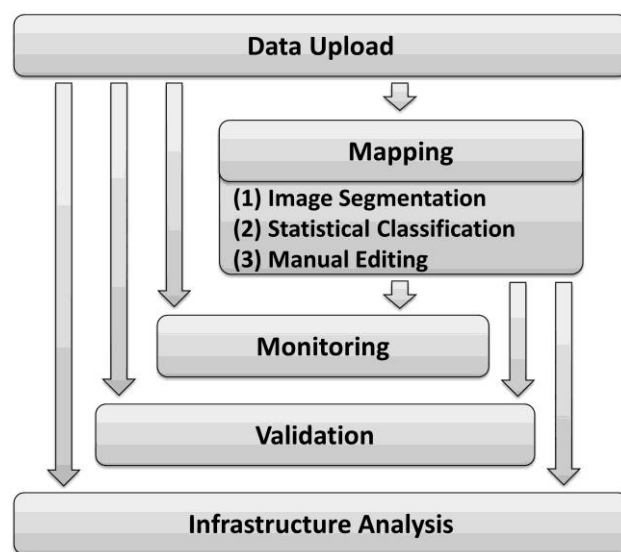 Data Upload
Mapping
(1) Image Segmentation
(2) Statistical Classification
(3) Manual Editing
Monitoring
Validation
Infrastructure Analysis